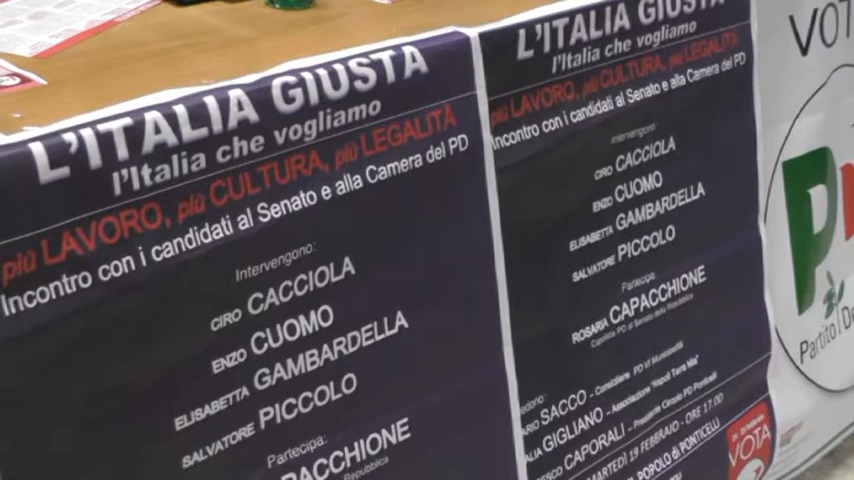 L'ITALIA GIUSTA
l'Italia che vogliamo
più LAVORO, più CULTURA, più LEGALITÀ
Incontro con i candidati al Senato e alla Camera del PD
Intervengono:
CIRO CACCIOLA
ENZO CUOMO
ELISABETTA GAMBARDELLA
SALVATORE PICCOLO
Partecipa:
PACCHIONE
Repubblica
L'ITALIA GIUSTA
l'Italia che vogliamo
più LAVORO, più CULTURA, più LEGALITÀ
Incontro con i candidati al Senato e alla Camera del PD
Intervengono:
CIRO CACCIOLA
ENZO CUOMO
ELISABETTA GAMBARDELLA
SALVATORE PICCOLO
Partecipa:
ROSARIA CAPACCHIONE
Capolista PD al Senato della Repubblica
SACCO – Consigliere PD VI Municipalità
GIGLIANO – Associazione "Napoli Terra Mia"
CAPORALI – Presidente Circolo PD Ponticelli
MARTEDÌ 19 FEBBRAIO - ORE 17.00
POPOLO di PONTICELLI
VOTA
VOT
PD
Partito De